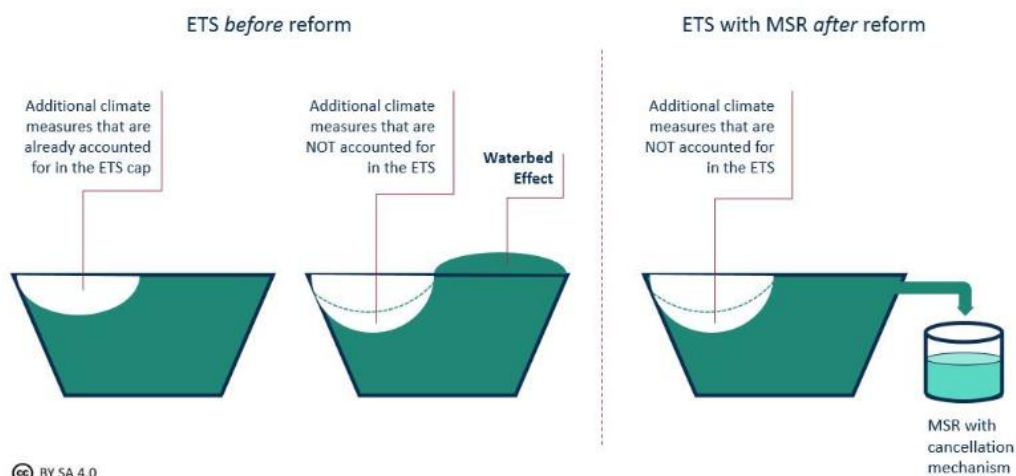 ETS before reform
ETS with MSR after reform
Additional climate
measures that are
already accounted
for in the ETS cap
Additional climate
measures that are
NOT accounted for
in the ETS
Waterbed
Effect
Additional climate
measures that are
NOT accounted for
in the ETS
MSR with
cancellation
mechanism
cc BY SA 4.0